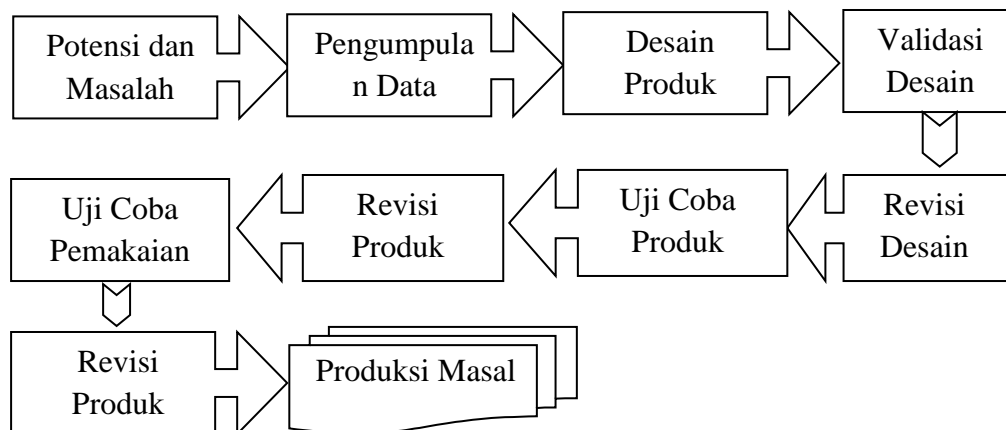 Potensi dan
Masalah
Pengumpula
n Data
Desain
Produk
Validasi
Desain
Revisi
Desain
Uji Coba
Produk
Revisi
Produk
Uji Coba
Pemakaian
Revisi
Produk
Produksi Masal